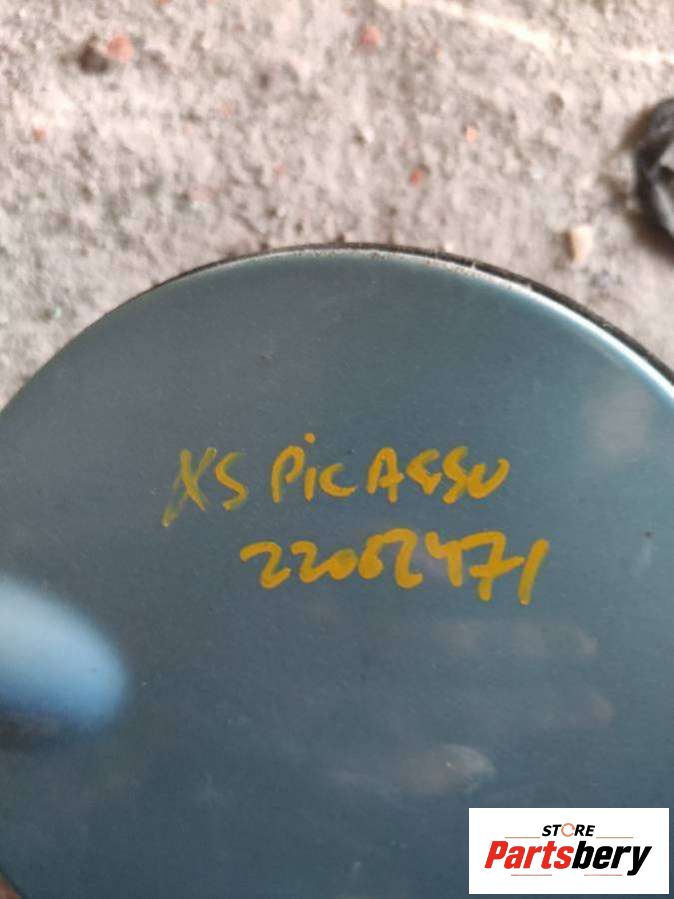 XS PiCASSO
22062471
STORE
Partsbery